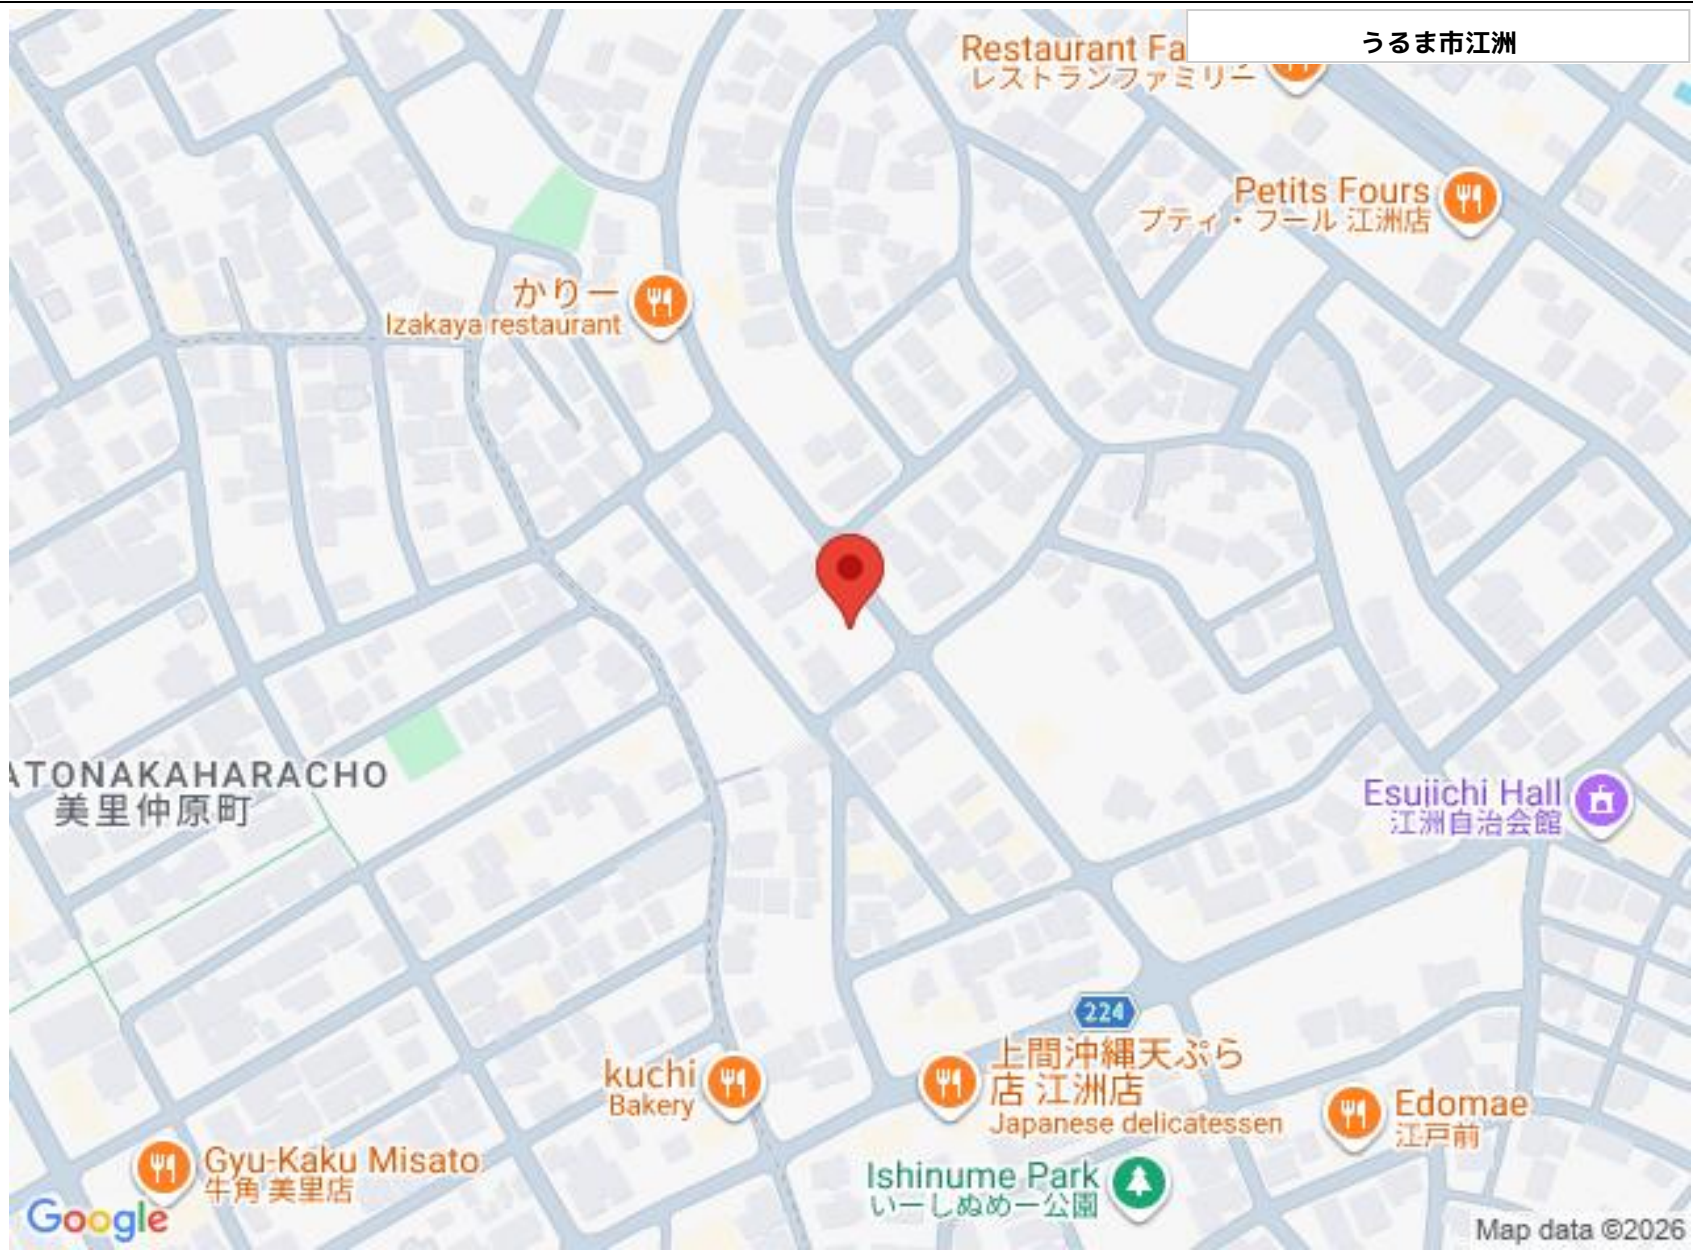 うるま市江洲
Restaurant Fa
レストランファミリー
Petits Fours
プティ・フール 江洲店
かりー
Izakaya restaurant
ATONAKAHARACHO
美里仲原町
Esujichi Hall
江洲自治会館
224
上間沖縄天ぷら
店 江洲店
Japanese delicatessen
kuchi
Bakery
Edomae
江戸前
Gyu-Kaku Misato
牛角 美里店
Ishinume Park
いーしぬめー公園
Google
Map data ©2026